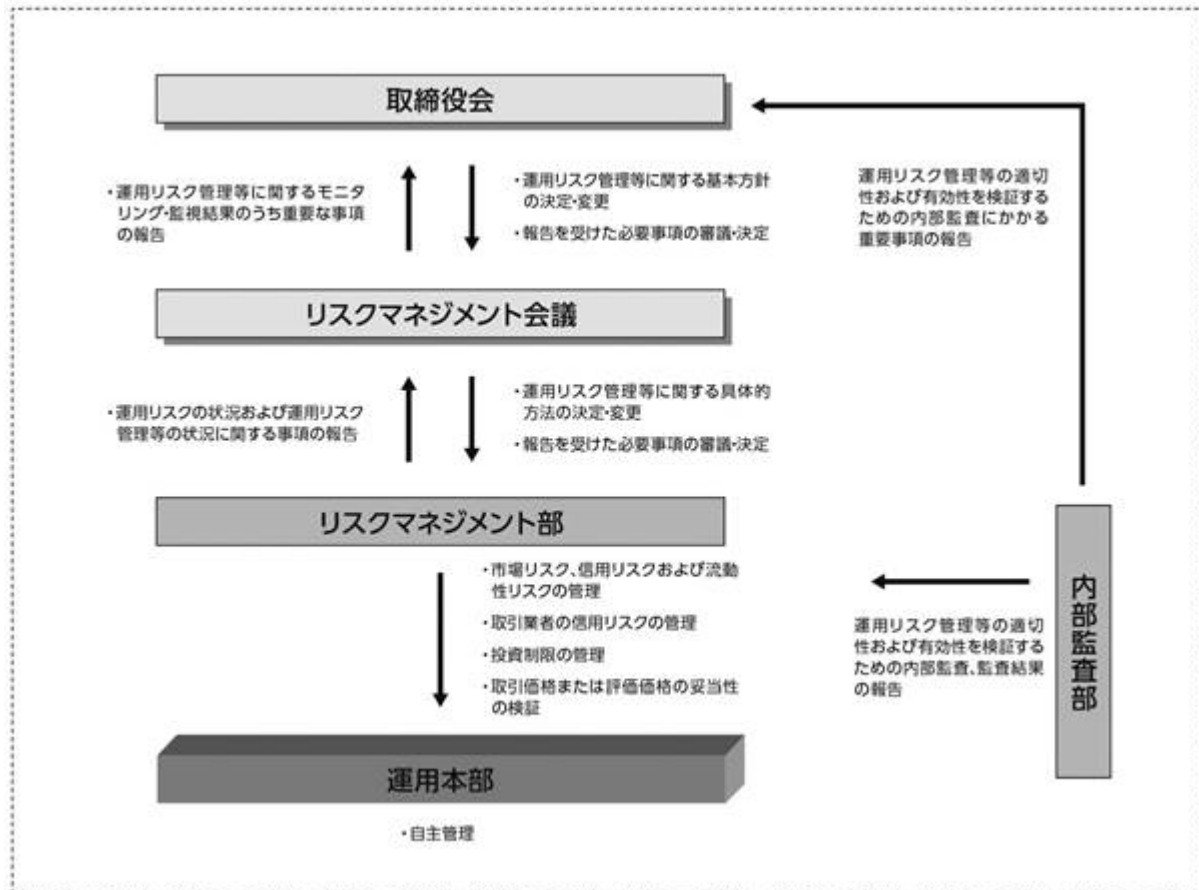 取締役会
・運用リスク管理等に関するモニタ
リング・監視結果のうち重要な事項
の報告
・運用リスク管理等に関する基本方針
の決定・変更
・報告を受けた必要事項の審議・決定
運用リスク管理等の適切
性および有効性を検証す
るための内部監査にかかる
重要事項の報告
リスクマネジメント会議
・運用リスクの状況および運用リスク
管理等の状況に関する事項の報告
・運用リスク管理等に関する具体的
方法の決定・変更
・報告を受けた必要事項の審議・決定
リスクマネジメント部
・市場リスク、信用リスクおよび流動
性リスクの管理
・取引業者の信用リスクの管理
・投資制限の管理
・取引価格または評価価格の妥当性
の検証
運用リスク管理等の適切
性および有効性を検証する
ための内部監査、監査結果
の報告
内部監査部
運用本部
・自主管理